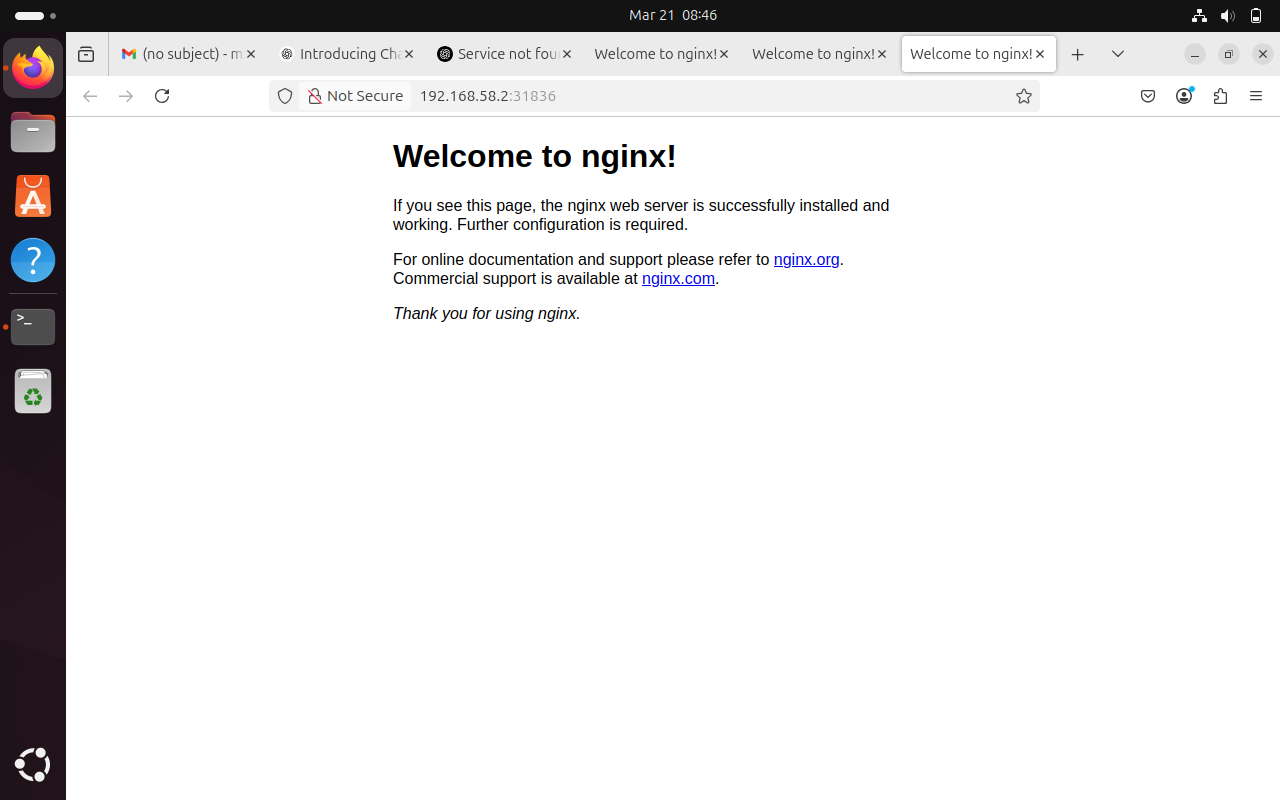 Mar 21 08:46
(no subject) - m
Introducing Cha
Service not fou
Welcome to nginx!
Welcome to nginx!
Welcome to nginx!
Not Secure
192.168.58.2:31836
Welcome to nginx!
If you see this page, the nginx web server is successfully installed and
working. Further configuration is required.
For online documentation and support please refer to nginx.org.
Commercial support is available at nginx.com.
Thank you for using nginx.